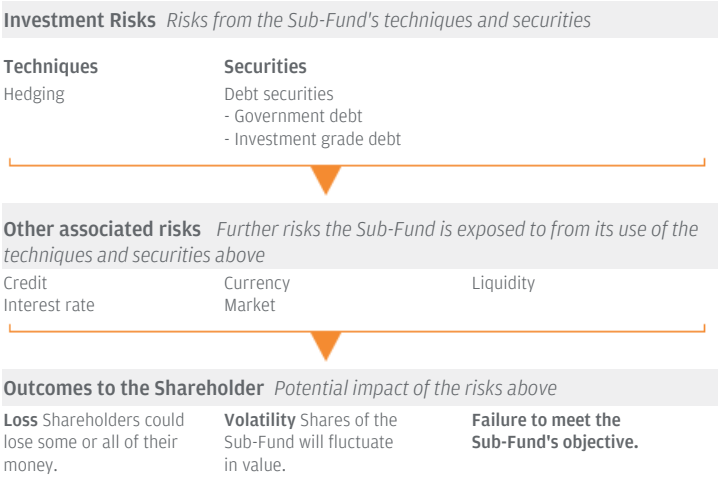 Investment Risks Risks from the Sub-Fund's techniques and securities
Techniques
Hedging
Securities
Debt securities
- Government debt
- Investment grade debt
Other associated risks Further risks the Sub-Fund is exposed to from its use of the
techniques and securities above
Credit
Interest rate
Currency
Market
Liquidity
Outcomes to the Shareholder Potential impact of the risks above
Loss Shareholders could
lose some or all of their
money.
Volatility Shares of the
Sub-Fund will fluctuate
in value.
Failure to meet the
Sub-Fund's objective.